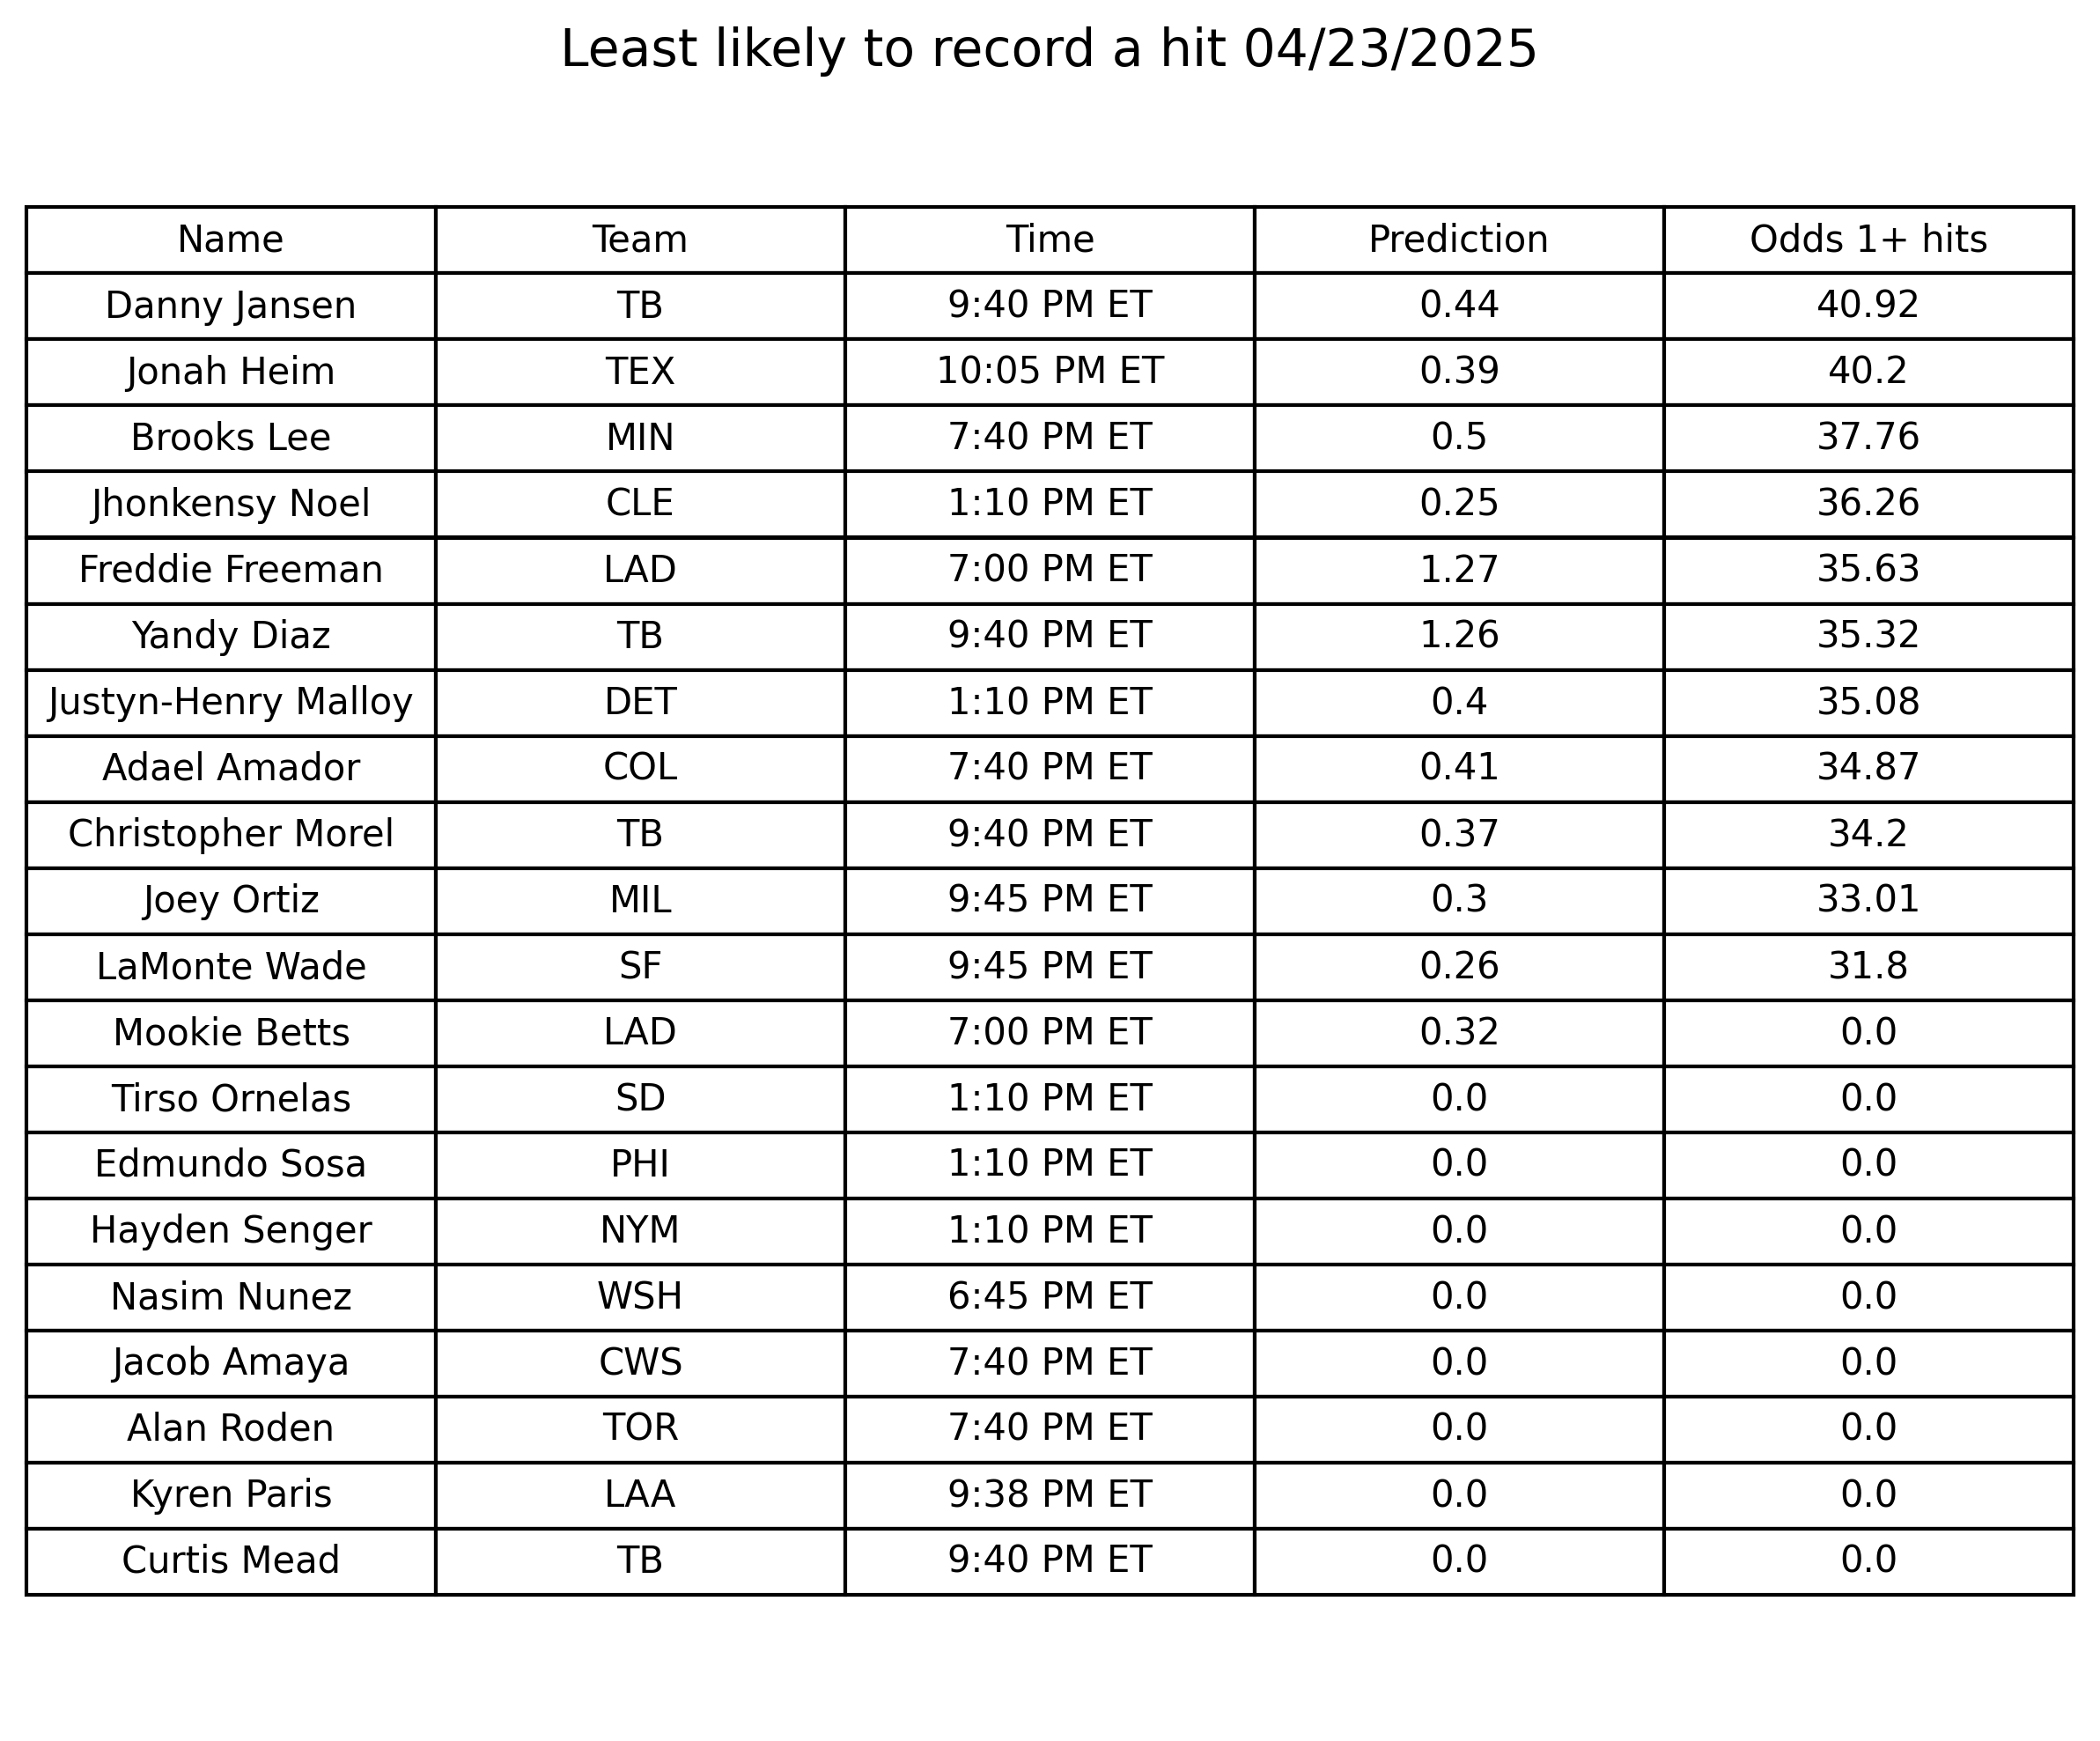 Least likely to record a hit 04/23/2025
Name Team Time Prediction Odds 1+ hits
Danny Jansen TB 9:40 PM ET 0.44 40.92
Jonah Heim TEX 10:05 PM ET 0.39 40.2
Brooks Lee MIN 7:40 PM ET 0.5 37.76
Jhonkensy Noel CLE 1:10 PM ET 0.25 36.26
Freddie Freeman LAD 7:00 PM ET 1.27 35.63
Yandy Diaz TB 9:40 PM ET 1.26 35.32
Justyn-Henry Malloy DET 1:10 PM ET 0.4 35.08
Adael Amador COL 7:40 PM ET 0.41 34.87
Christopher Morel TB 9:40 PM ET 0.37 34.2
Joey Ortiz MIL 9:45 PM ET 0.3 33.01
LaMonte Wade SF 9:45 PM ET 0.26 31.8
Mookie Betts LAD 7:00 PM ET 0.32 0.0
Tirso Ornelas SD 1:10 PM ET 0.0 0.0
Edmundo Sosa PHI 1:10 PM ET 0.0 0.0
Hayden Senger NYM 1:10 PM ET 0.0 0.0
Nasim Nunez WSH 6:45 PM ET 0.0 0.0
Jacob Amaya CWS 7:40 PM ET 0.0 0.0
Alan Roden TOR 7:40 PM ET 0.0 0.0
Kyren Paris LAA 9:38 PM ET 0.0 0.0
Curtis Mead TB 9:40 PM ET 0.0 0.0